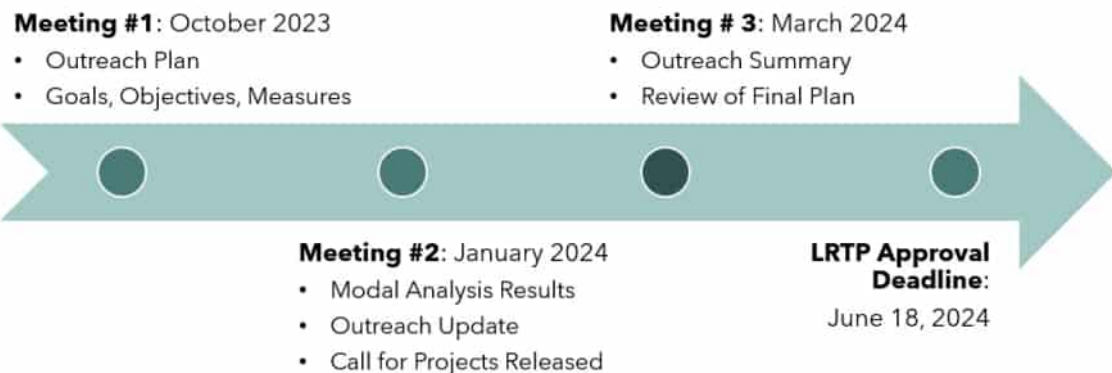 Meeting #1: October 2023
• Outreach Plan
• Goals, Objectives, Measures
Meeting # 3: March 2024
• Outreach Summary
• Review of Final Plan
Meeting #2: January 2024
• Modal Analysis Results
• Outreach Update
• Call for Projects Released
LRTP Approval
Deadline:
June 18, 2024